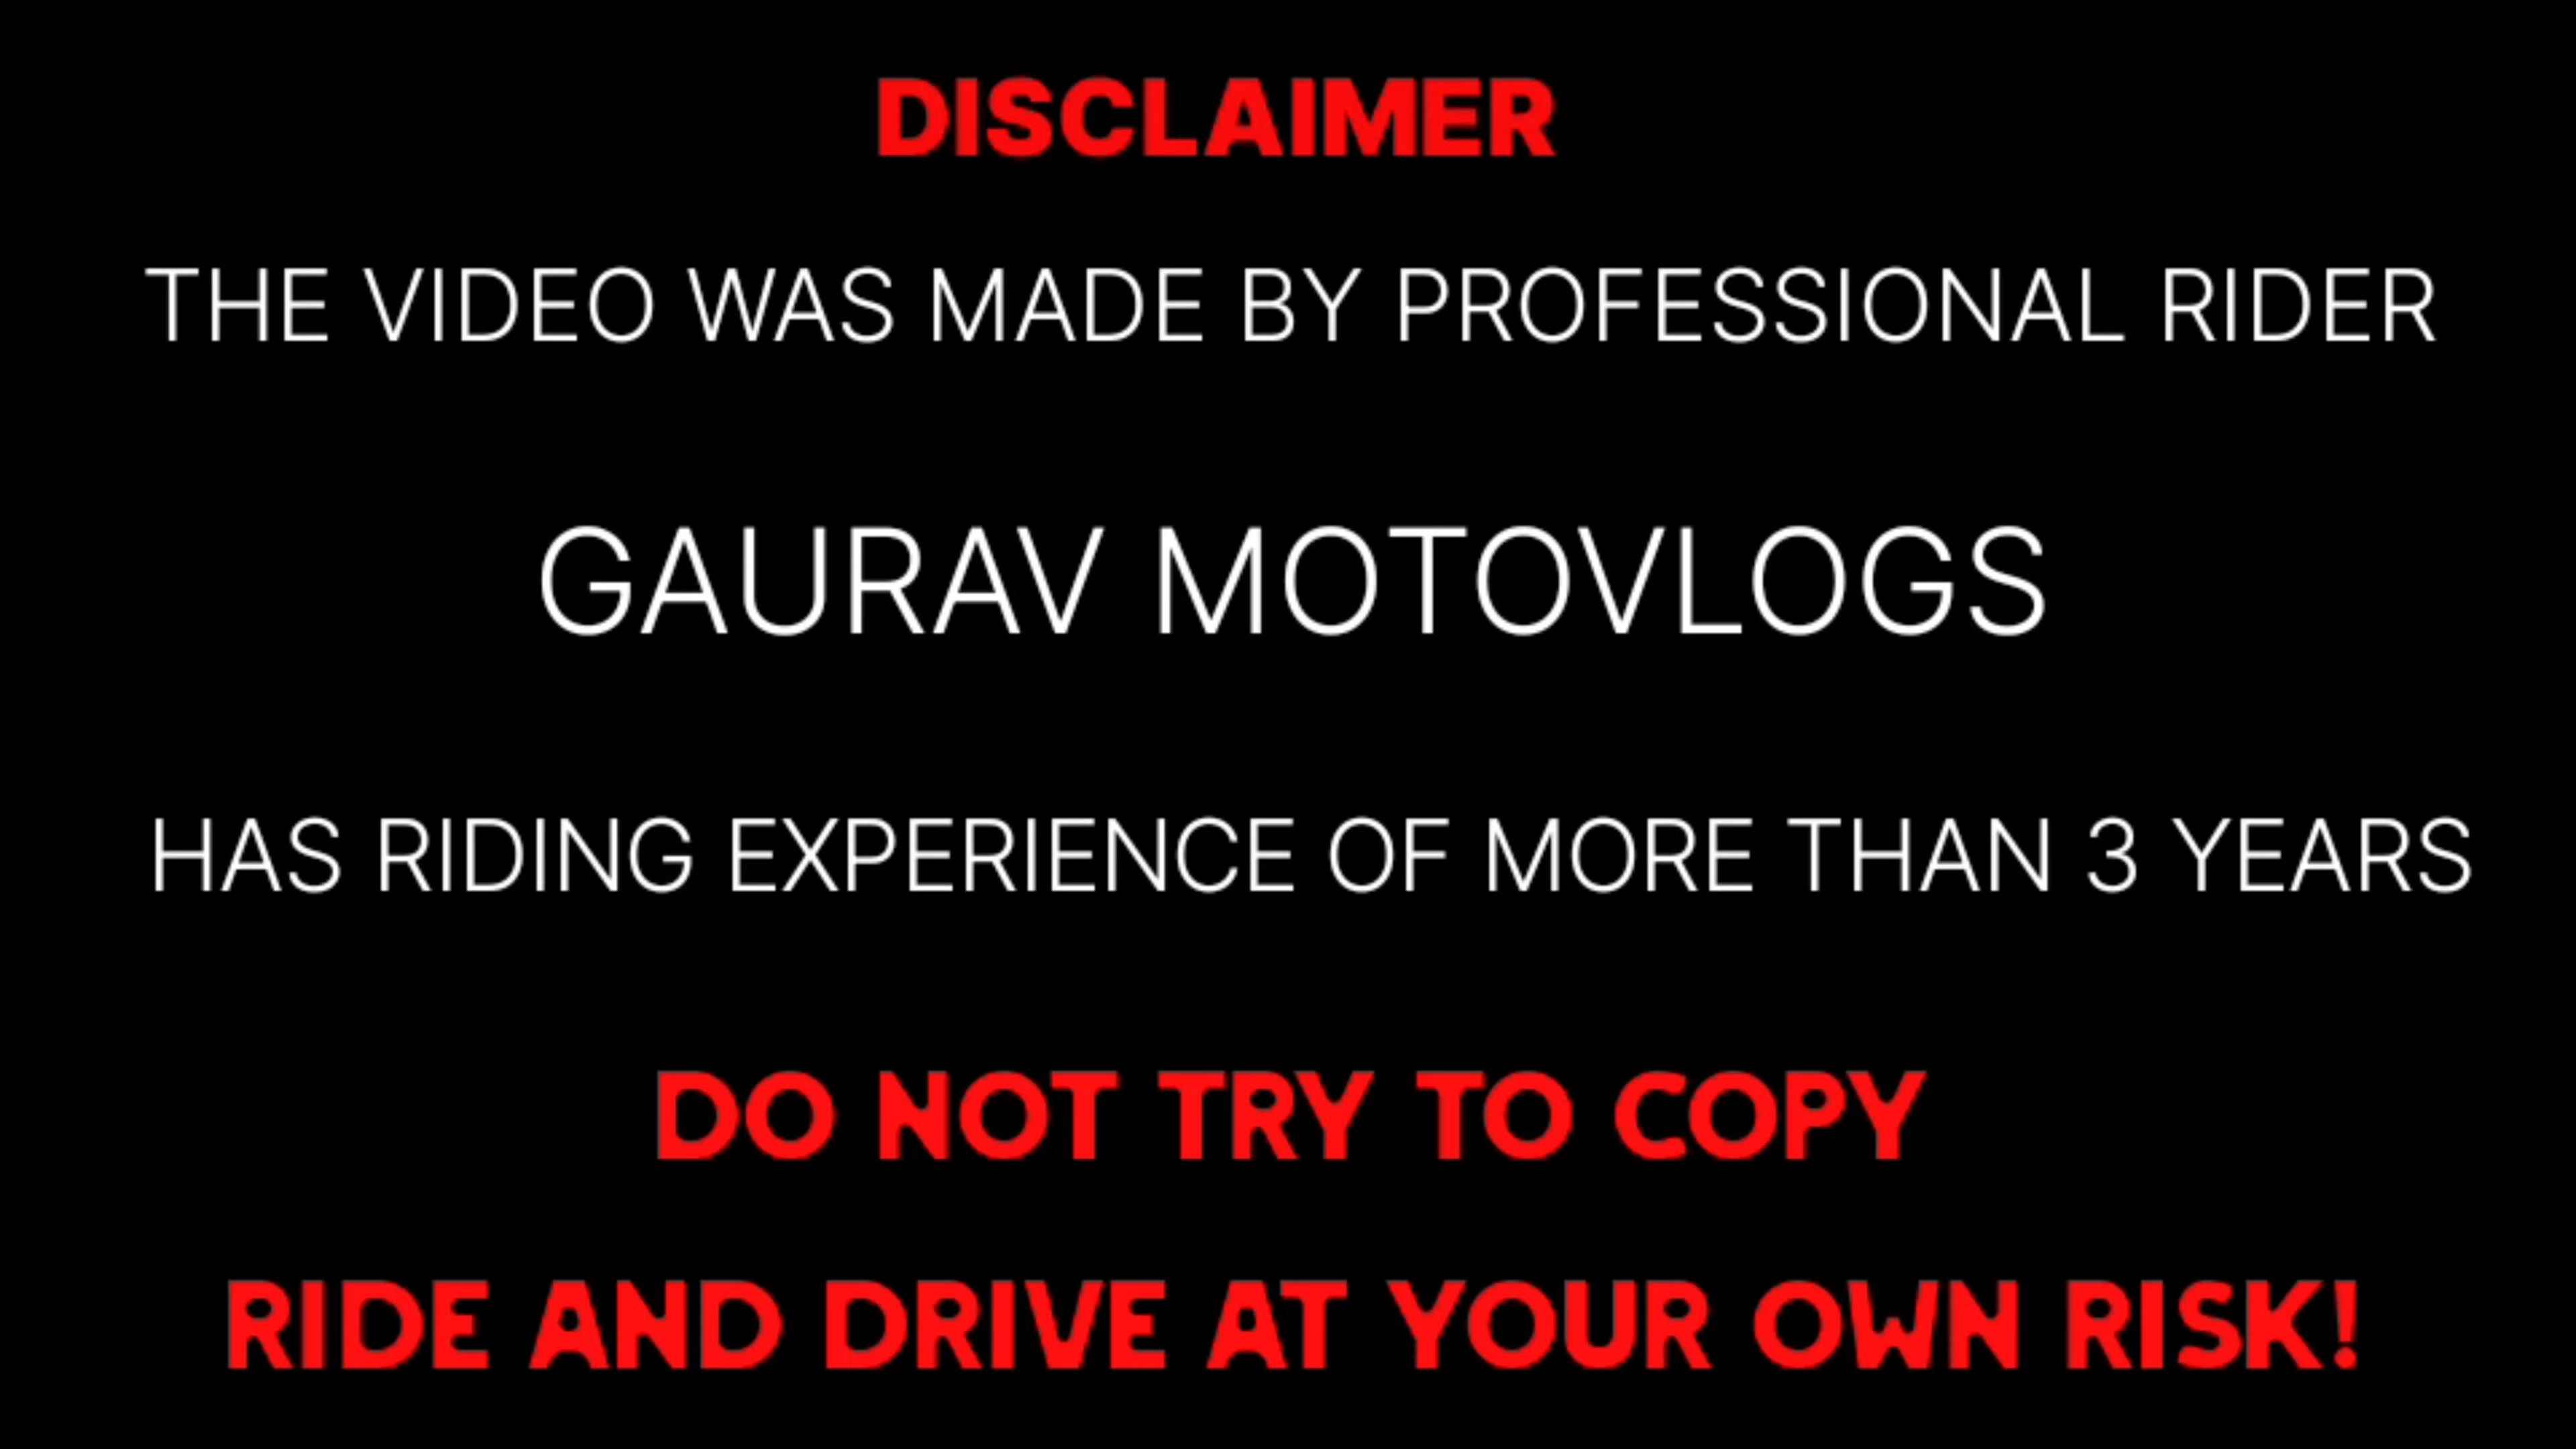 DISCLAIMER
THE VIDEO WAS MADE BY PROFESSIONAL RIDER
GAURAV MOTOVLOGS
HAS RIDING EXPERIENCE OF MORE THAN 3 YEARS
DO NOT TRY TO COPY
RIDE AND DRIVE AT YOUR OWN RISK!